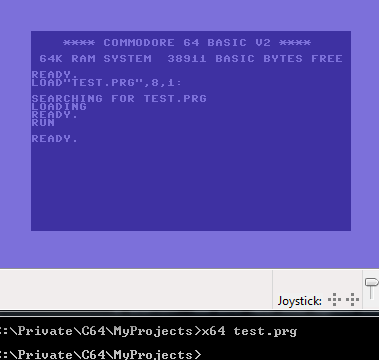 **** COMMODORE 64 BASIC V2 ****
64K RAM SYSTEM  38911 BASIC BYTES FREE
READY.
LOAD"TEST.PRG",8,1:
SEARCHING FOR TEST.PRG
LOADING
READY.
RUN
READY.
Joystick:
C:\Private\C64\MyProjects>x64 test.prg
C:\Private\C64\MyProjects>